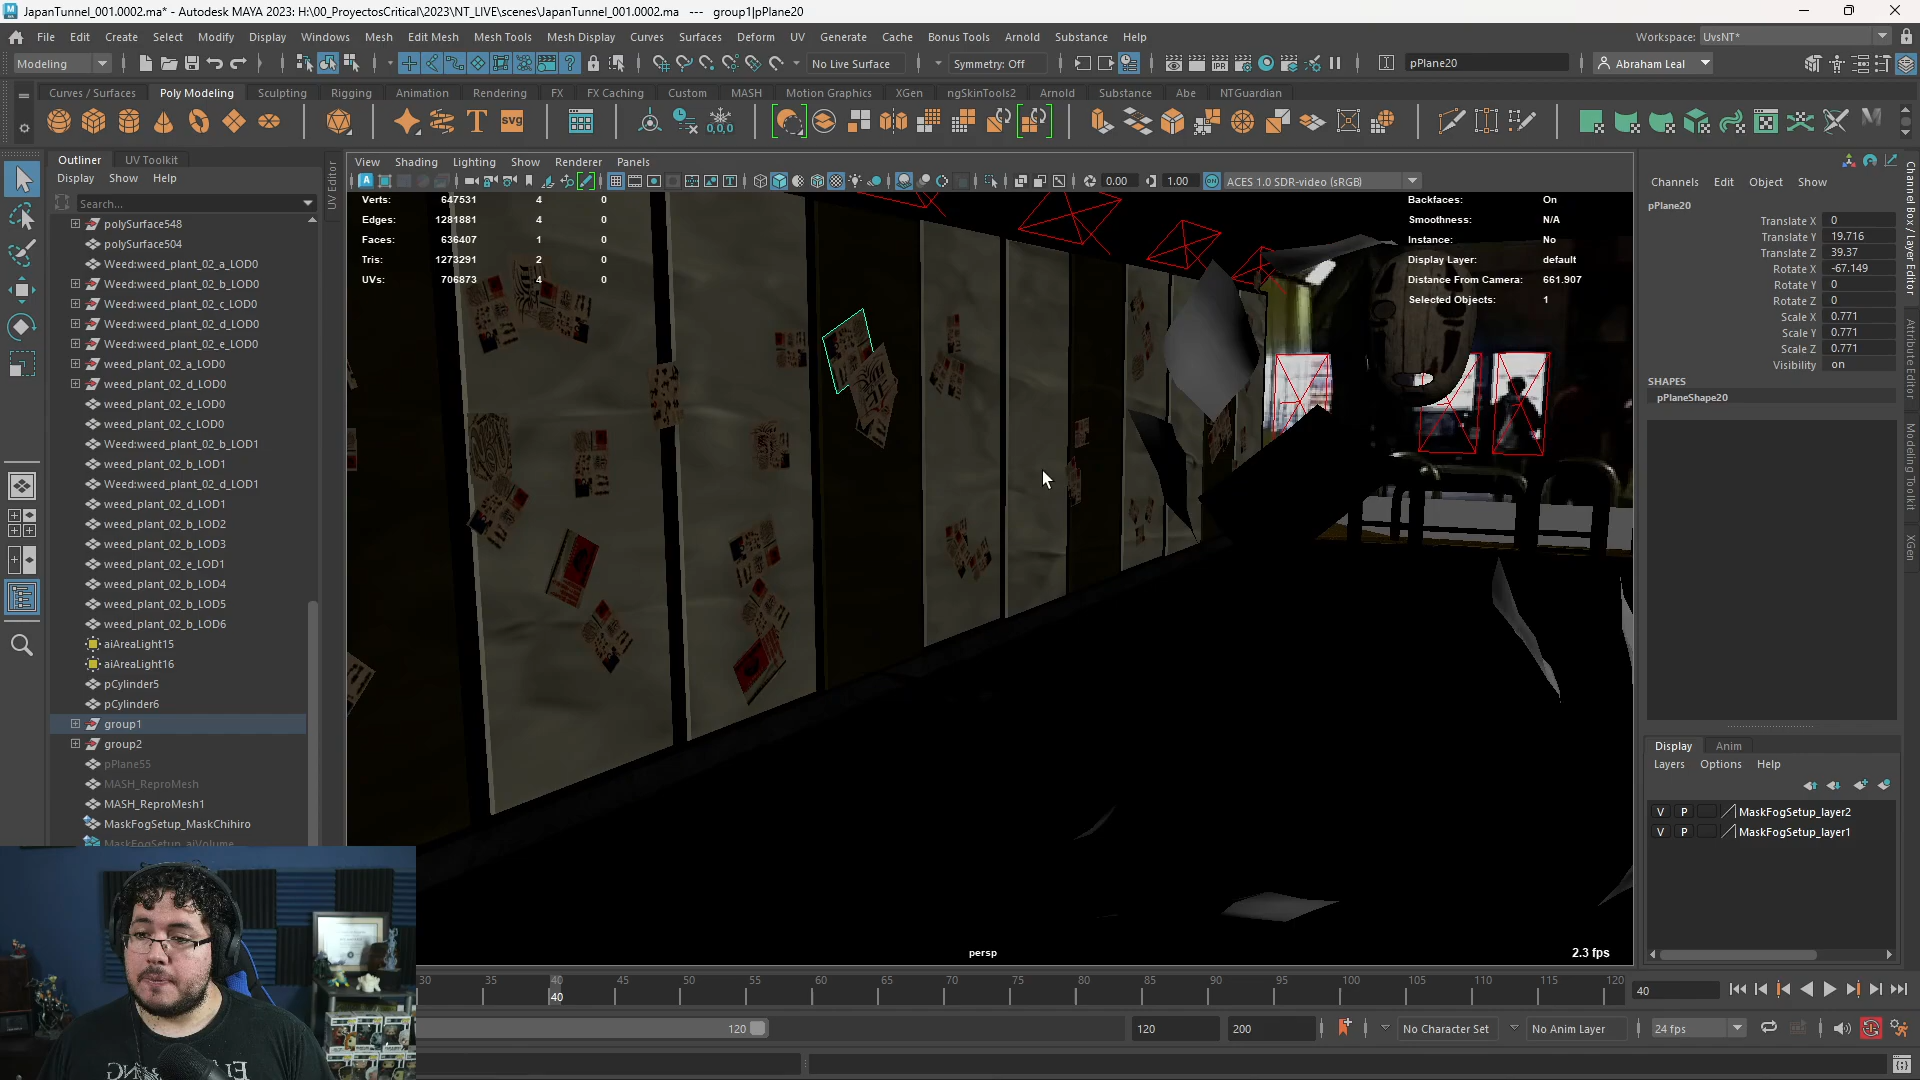 JapanTunnel_001.0002.ma* - Autodesk MAYA 2023: H:\00_ProyectosCritical\2023\NT_LIVE\scenes\JapanTunnel_001.0002.ma --- group1|pPlane20
File Edit Create Select Modify Display Windows Mesh Edit Mesh Mesh Tools Mesh Display Curves Surfaces Deform UV Generate Cache Bonus Tools Arnold Substance Help
Workspace: UvsNT*
Modeling
No Live Surface
Symmetry: Off
pPlane20
Abraham Leal
Curves / Surfaces Poly Modeling Sculpting Rigging Animation Rendering FX FX Caching Custom MASH Motion Graphics XGen ngSkinTools2 Arnold Substance Abe NTGuardian
Outliner UV Toolkit
Display Show Help
Search...
polySurface548
polySurface504
Weed:weed_plant_02_a_LOD0
Weed:weed_plant_02_b_LOD0
Weed:weed_plant_02_c_LOD0
Weed:weed_plant_02_d_LOD0
Weed:weed_plant_02_e_LOD0
weed_plant_02_a_LOD0
weed_plant_02_d_LOD0
weed_plant_02_e_LOD0
weed_plant_02_c_LOD0
Weed:weed_plant_02_b_LOD1
weed_plant_02_b_LOD1
Weed:weed_plant_02_d_LOD1
weed_plant_02_d_LOD1
weed_plant_02_b_LOD2
weed_plant_02_b_LOD3
weed_plant_02_e_LOD1
weed_plant_02_b_LOD4
weed_plant_02_b_LOD5
weed_plant_02_b_LOD6
aiAreaLight15
aiAreaLight16
pCylinder5
pCylinder6
group1
group2
pPlane55
MASH_ReproMesh
MASH_ReproMesh1
MaskFogSetup_MaskChihiro
MaskFogSetup_aiVolume
UV Editor
View Shading Lighting Show Renderer Panels
0.00 1.00 ACES 1.0 SDR-video (sRGB)
Verts: 647531 4 0
Edges: 1281881 4 0
Faces: 636407 1 0
Tris: 1273291 2 0
UVs: 706873 4 0
Backfaces: On
Smoothness: N/A
Instance: No
Display Layer: default
Distance From Camera: 661.907
Selected Objects: 1
persp
2.3 fps
Channels Edit Object Show
pPlane20
Translate X 0
Translate Y 19.716
Translate Z 39.37
Rotate X -67.149
Rotate Y 0
Rotate Z 0
Scale X 0.771
Scale Y 0.771
Scale Z 0.771
Visibility on
SHAPES
pPlaneShape20
Channel Box / Layer Editor
Attribute Editor
Modeling Toolkit
XGen
Display Anim
Layers Options Help
V P MaskFogSetup_layer2
V P MaskFogSetup_layer1
30 35 40 45 50 55 60 65 70 75 80 85 90 95 100 105 110 115 120
40
40
120
120
200
No Character Set
No Anim Layer
24 fps